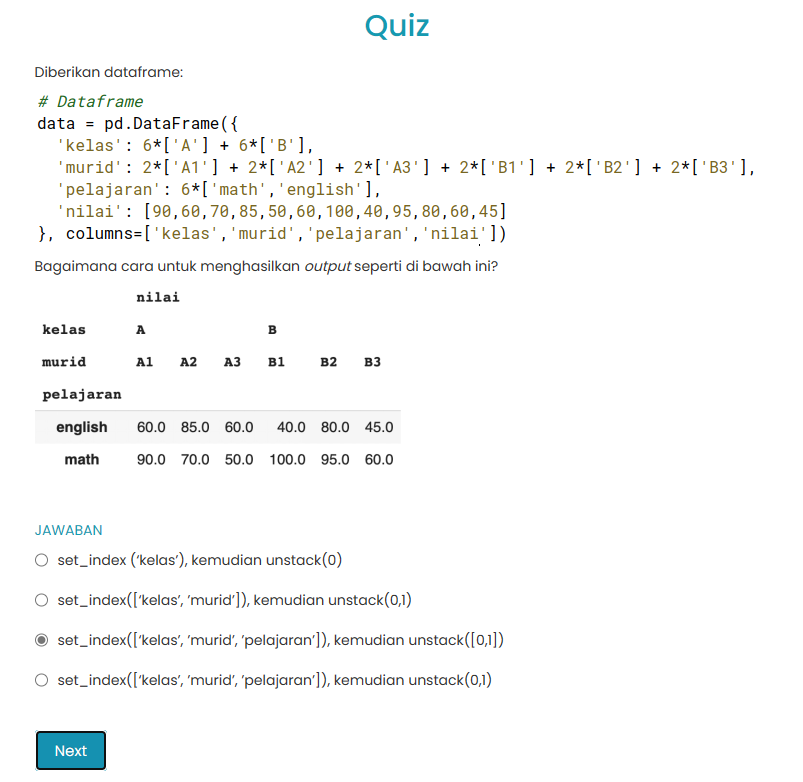 Quiz
Diberikan dataframe:
# Dataframe
data = pd.DataFrame({
  'kelas': 6*['A'] + 6*['B'],
  'murid': 2*['A1'] + 2*['A2'] + 2*['A3'] + 2*['B1'] + 2*['B2'] + 2*['B3'],
  'pelajaran': 6*['math','english'],
  'nilai': [90,60,70,85,50,60,100,40,95,80,60,45]
}, columns=['kelas','murid','pelajaran','nilai'])
Bagaimana cara untuk menghasilkan output seperti di bawah ini?
nilai
kelas A B
murid A1 A2 A3 B1 B2 B3
pelajaran
english 60.0 85.0 60.0 40.0 80.0 45.0
math 90.0 70.0 50.0 100.0 95.0 60.0
JAWABAN
set_index (‘kelas’), kemudian unstack(0)
set_index([‘kelas’, ’murid’]), kemudian unstack(0,1)
set_index([‘kelas’, ’murid’, ’pelajaran’]), kemudian unstack([0,1])
set_index([‘kelas’, ’murid’, ’pelajaran’]), kemudian unstack(0,1)
Next